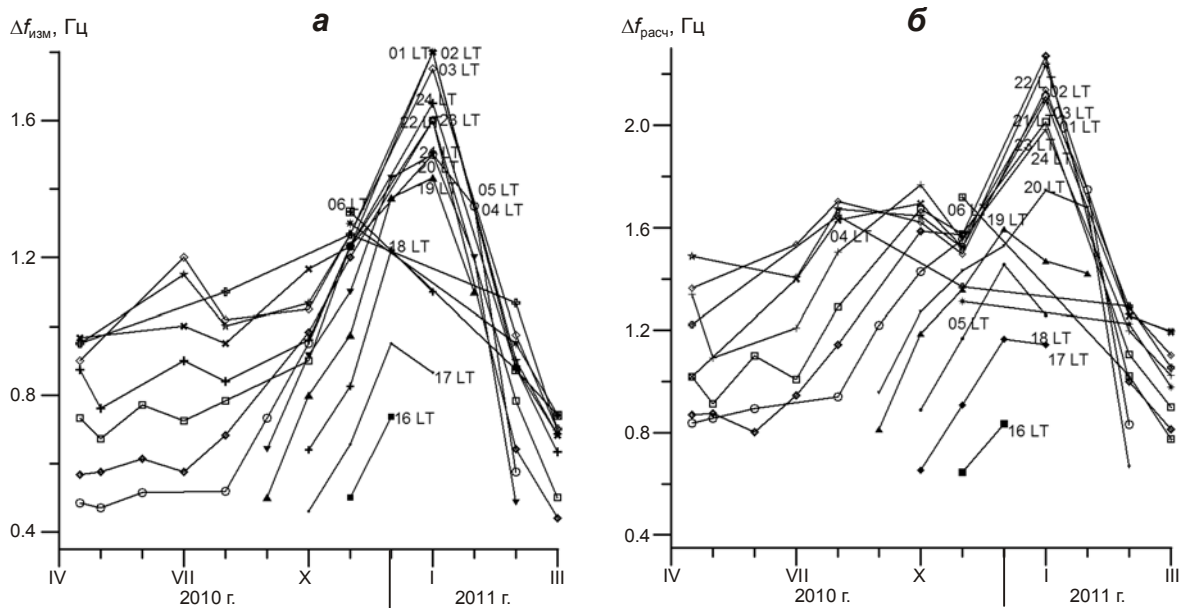 Δfизм, Гц
а
01 LT
02 LT
03 LT
24 LT
22 LT
23 LT
21 LT
20 LT
19 LT
05 LT
04 LT
06 LT
18 LT
17 LT
16 LT
1.6
1.2
0.8
0.4
IV
VII
X
I
III
2010 г.
2011 г.
Δfрасч, Гц
б
22 LT
02 LT
03 LT
21 LT
01 LT
23 LT
24 LT
20 LT
06 LT
19 LT
04 LT
05 LT
18 LT
17 LT
16 LT
2.0
1.6
1.2
0.8
0.4
IV
VII
X
I
III
2010 г.
2011 г.